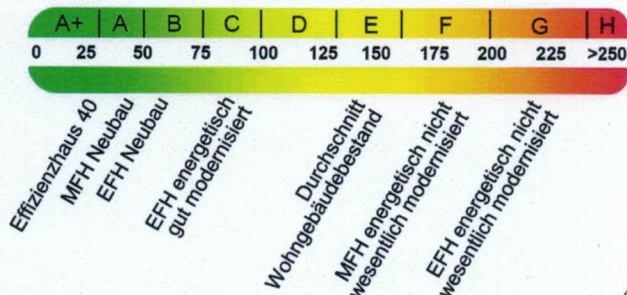 A+ A B C D E F G H
0 25 50 75 100 125 150 175 200 225 >250
Effizienzhaus 40
MFH Neubau
EFH Neubau
EFH energetisch
gut modernisiert
Durchschnitt
Wohngebäudebestand
MFH energetisch nicht
wesentlich modernisiert
EFH energetisch nicht
wesentlich modernisiert